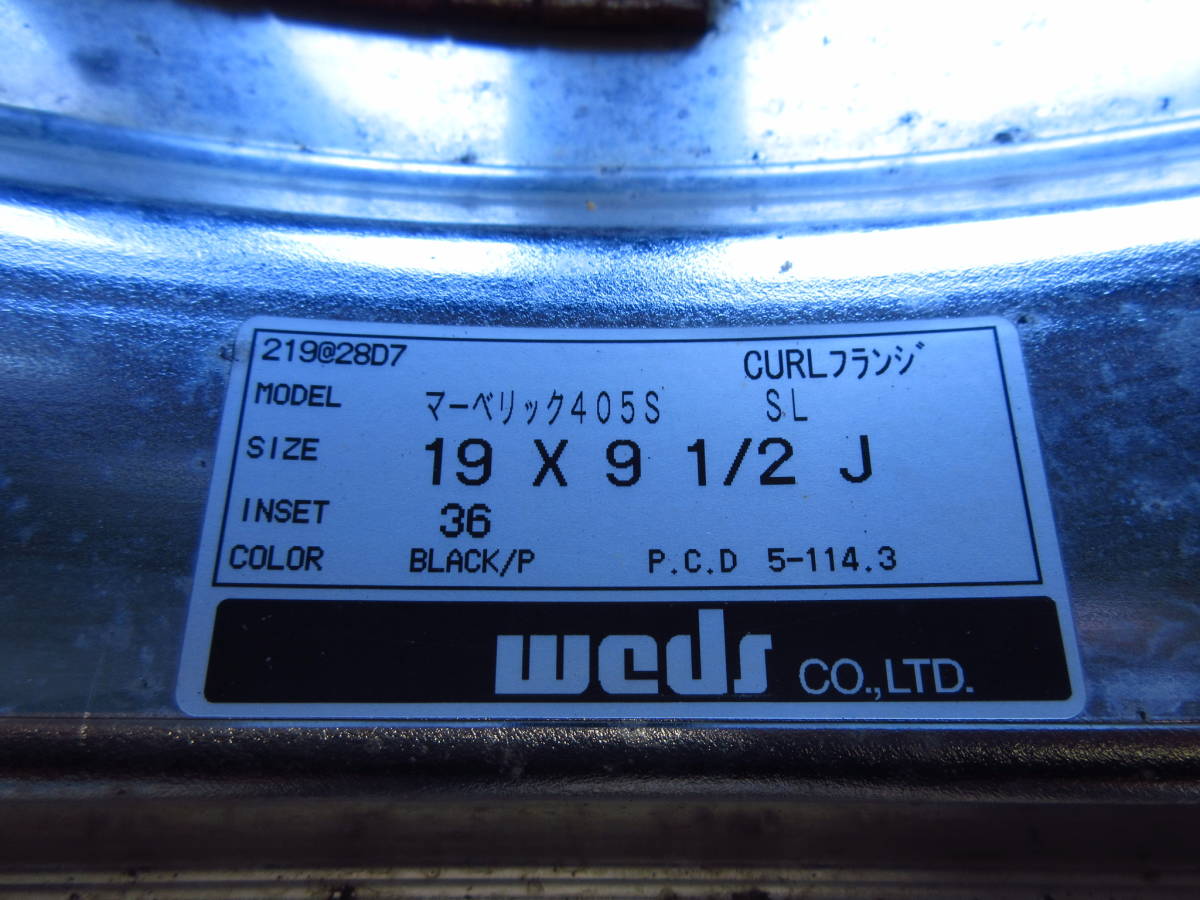 219@28D7 CURLフランジ
MODEL マーベリック405S SL
SIZE 19 X 9 1/2 J
INSET 36
COLOR BLACK/P P.C.D 5-114.3
weds CO.,LTD.